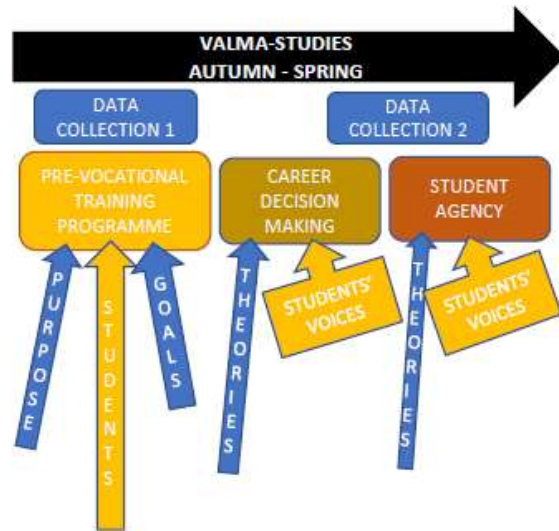 VALMA-STUDIES
AUTUMN - SPRING
DATA
COLLECTION 1
DATA
COLLECTION 2
PRE-VOCATIONAL
TRAINING
PROGRAMME
CAREER
DECISION
MAKING
STUDENT
AGENCY
PURPOSE
STUDENTS
GOALS
THEORIES
STUDENTS'
VOICES
THEORIES
STUDENTS'
VOICES